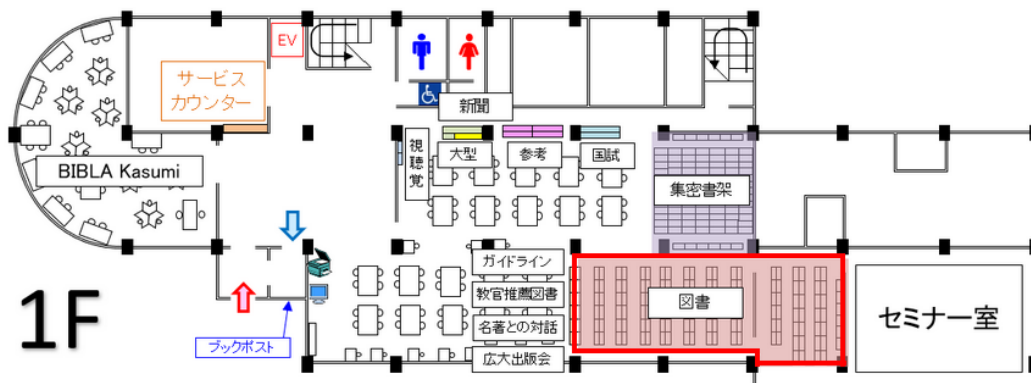 EV
サービス
カウンター
新聞
視聴覚
大型
参考
国試
BIBLA Kasumi
集密書架
ガイドライン
教官推薦図書
図書
名著との対話
広大出版会
セミナー室
1F
ブックポスト